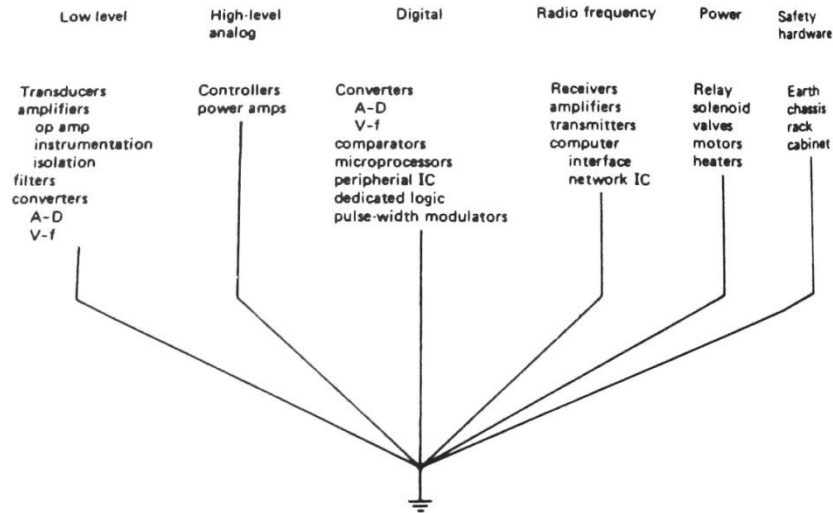 Low level
High-level
analog
Digital
Radio frequency
Power
Safety
hardware
Transducers
amplifiers
op amp
instrumentation
isolation
filters
converters
A-D
V-f
Controllers
power amps
Converters
A-D
V-f
comparators
microprocessors
peripherial IC
dedicated logic
pulse-width modulators
Receivers
amplifiers
transmitters
computer
interface
network IC
Relay
solenoid
valves
motors
heaters
Earth
chassis
rack
cabinet